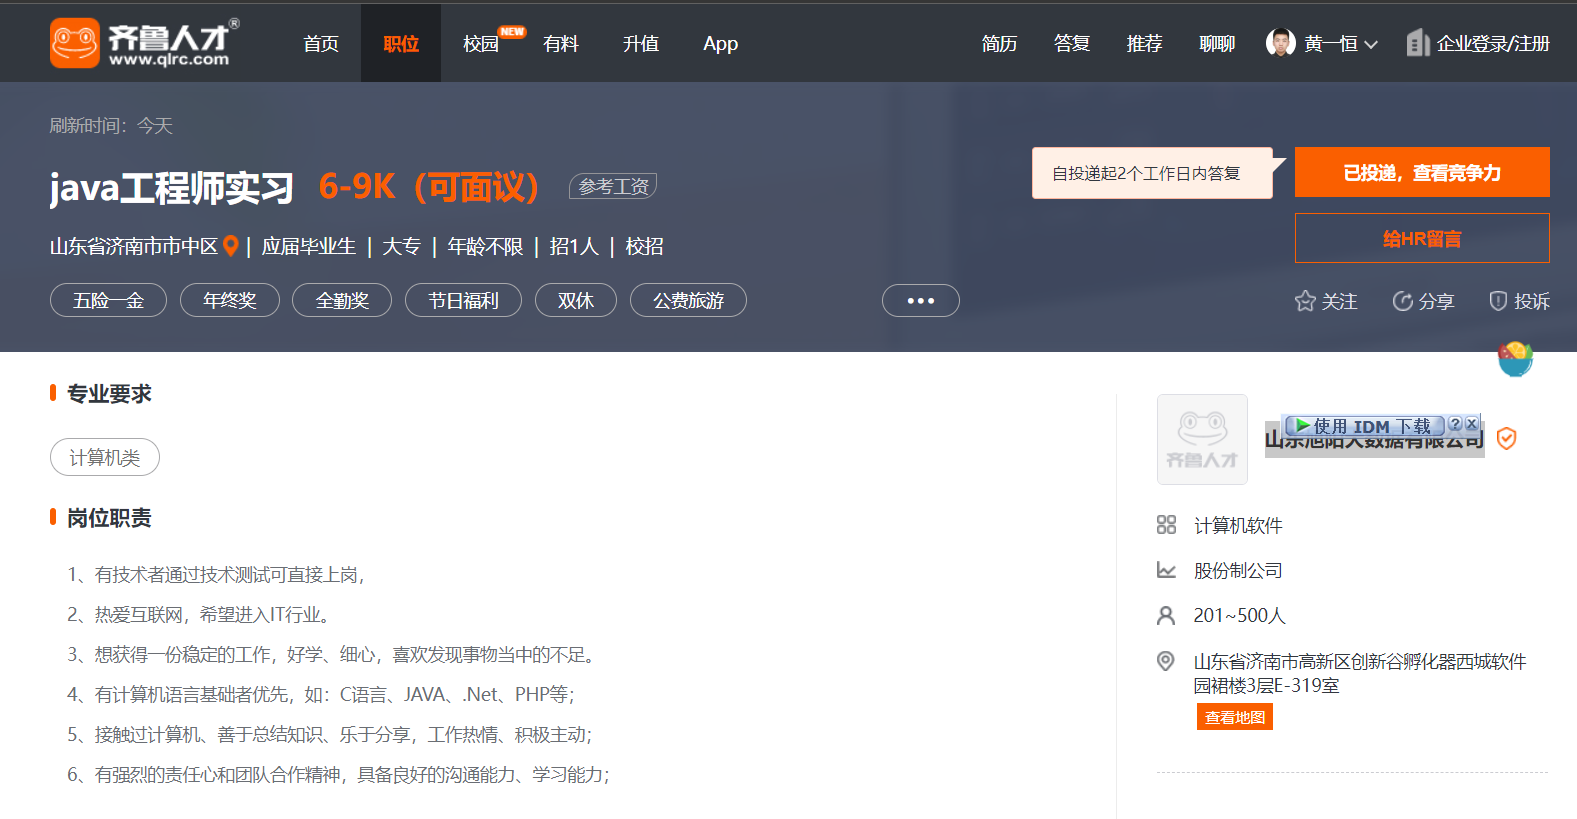 齐鲁人才®
www.qlrc.com
首页 职位 校园 NEW 有料 升值 App 简历 答复 推荐 聊聊 黄一恒 企业登录/注册
刷新时间：今天
java工程师实习 6-9K（可面议） 参考工资
自投递起2个工作日内答复
已投递，查看竞争力
给HR留言
山东省济南市市中区 | 应届毕业生 | 大专 | 年龄不限 | 招1人 | 校招
五险一金 年终奖 全勤奖 节日福利 双休 公费旅游 •••
关注 分享 投诉
专业要求
计算机类
岗位职责
1、有技术者通过技术测试可直接上岗，
2、热爱互联网，希望进入IT行业。
3、想获得一份稳定的工作，好学、细心，喜欢发现事物当中的不足。
4、有计算机语言基础者优先，如：C语言、JAVA、.Net、PHP等；
5、接触过计算机、善于总结知识、乐于分享，工作热情、积极主动；
6、有强烈的责任心和团队合作精神，具备良好的沟通能力、学习能力；
齐鲁人才
使用 IDM 下载 ? x
山东旭阳大数据有限公司
计算机软件
股份制公司
201~500人
山东省济南市高新区创新谷孵化器西城软件
园裙楼3层E-319室
查看地图